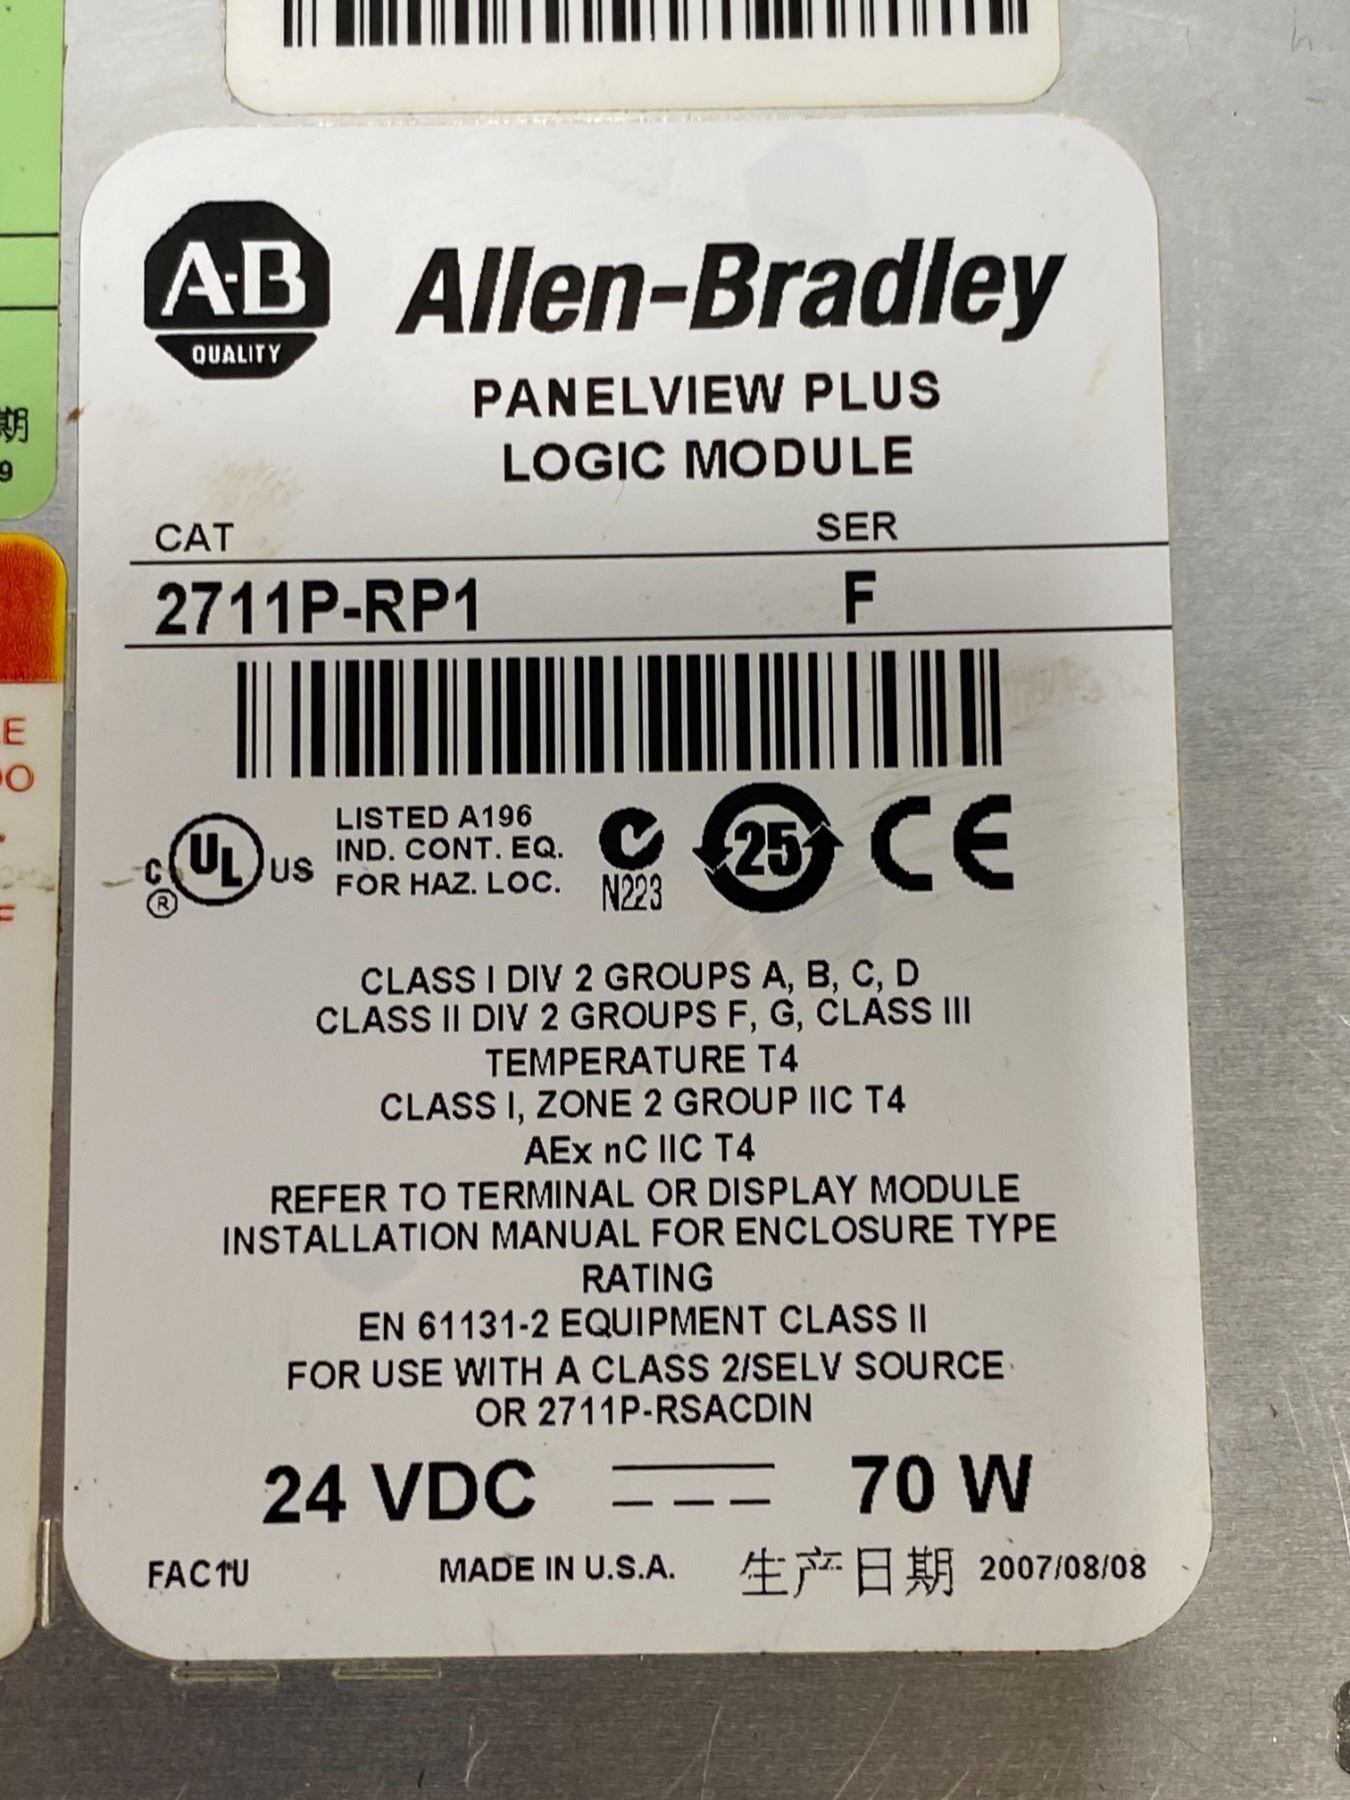 A-B
QUALITY
Allen-Bradley
PANELVIEW PLUS
LOGIC MODULE
CAT SER
2711P-RP1 F
C UL US ®
LISTED A196
IND. CONT. EQ.
FOR HAZ. LOC.
N223
25
CE
CLASS I DIV 2 GROUPS A, B, C, D
CLASS II DIV 2 GROUPS F, G, CLASS III
TEMPERATURE T4
CLASS I, ZONE 2 GROUP IIC T4
AEx nC IIC T4
REFER TO TERMINAL OR DISPLAY MODULE
INSTALLATION MANUAL FOR ENCLOSURE TYPE
RATING
EN 61131-2 EQUIPMENT CLASS II
FOR USE WITH A CLASS 2/SELV SOURCE
OR 2711P-RSACDIN
24 VDC 70 W
FAC1U MADE IN U.S.A. 生产日期 2007/08/08
期
9
E